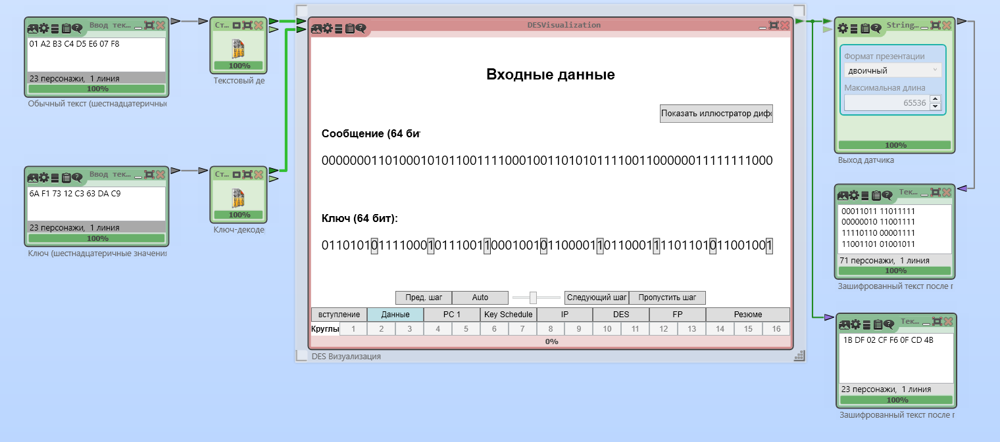 Ввод тек...
01 A2 B3 C4 D5 E6 07 F8
23 персонажи, 1 линия
100%
Обычный текст (шестнадцатеричные
Ст...
100%
Текстовый де
Ввод тек...
6A F1 73 12 C3 63 DA C9
23 персонажи, 1 линия
100%
Ключ (шестнадцатеричные значения
Ст...
100%
Ключ-декоде
DESVisualization
Входные данные
Показать иллюстратор дифф
Сообщение (64 бит
0000000110100010101100111100010011010101111001100000011111111000
Ключ (64 бит):
0110101011110001011100110001001011000011011000111101101011001001
Пред. шаг
Auto
Следующий шаг
Пропустить шаг
вступление Данные PC 1 Key Schedule IP DES FP Резюме
Круглы 1 2 3 4 5 6 7 8 9 10 11 12 13 14 15 16
0%
DES Визуализация
String...
Формат презентации
двоичный
Максимальная длина
65536
100%
Выход датчика
Тек...
00011011 11011111
00000010 11001111
11110110 00001111
11001101 01001011
71 персонажи, 1 линия
100%
Зашифрованный текст после г
Тек...
1B DF 02 CF F6 0F CD 4B
23 персонажи, 1 линия
100%
Зашифрованный текст после г